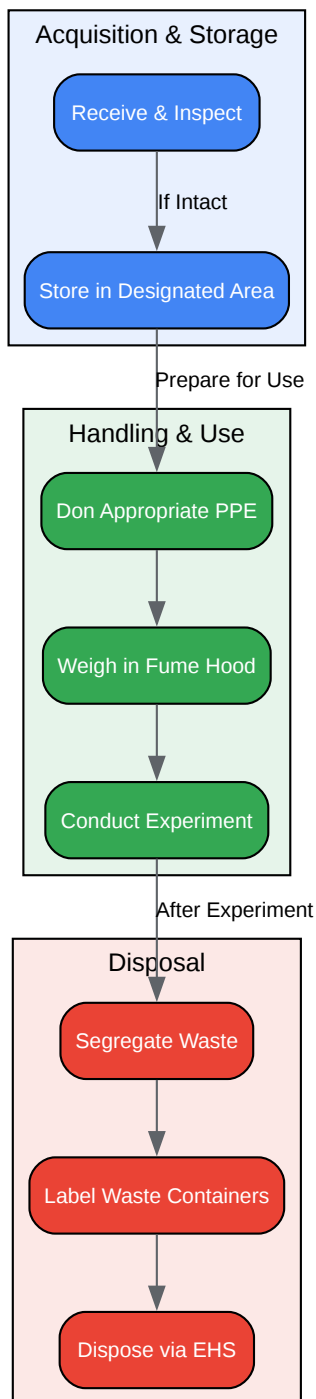 Acquisition & Storage
Receive & Inspect
If Intact
Store in Designated Area
Prepare for Use
Handling & Use
Don Appropriate PPE
Weigh in Fume Hood
Conduct Experiment
After Experiment
Disposal
Segregate Waste
Label Waste Containers
Dispose via EHS